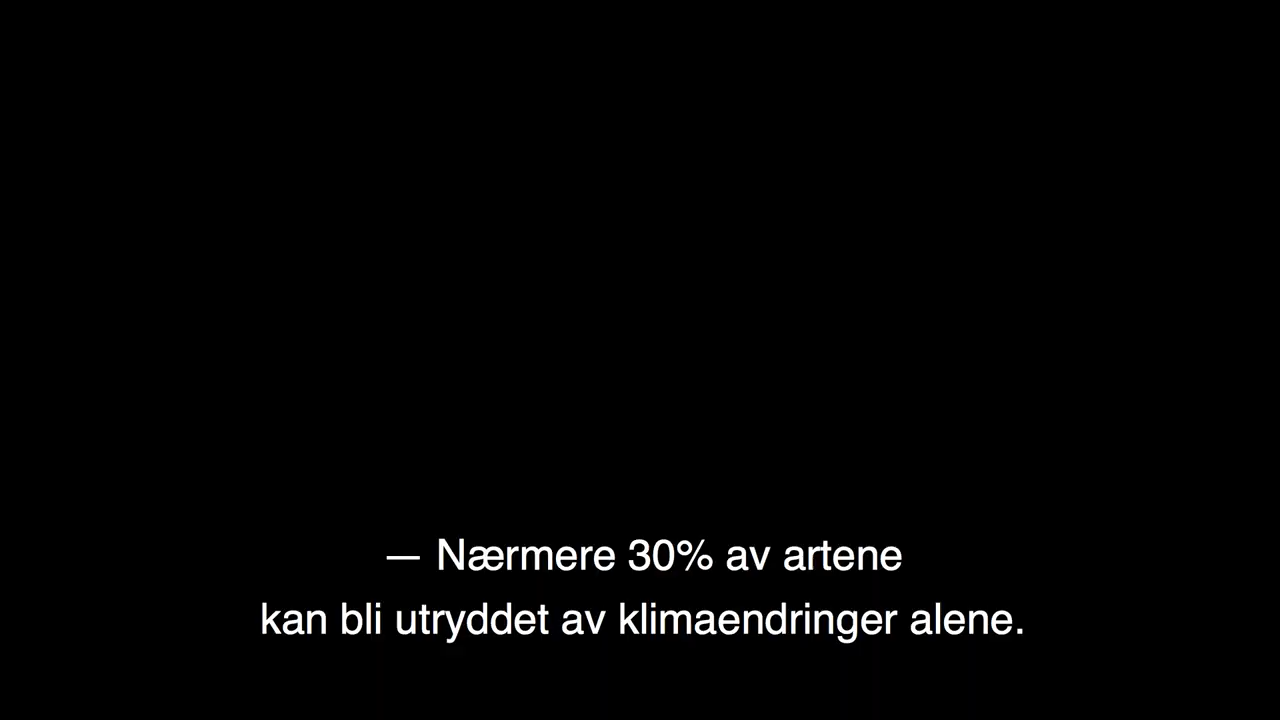 — Nærmere 30% av artene
kan bli utryddet av klimaendringer alene.